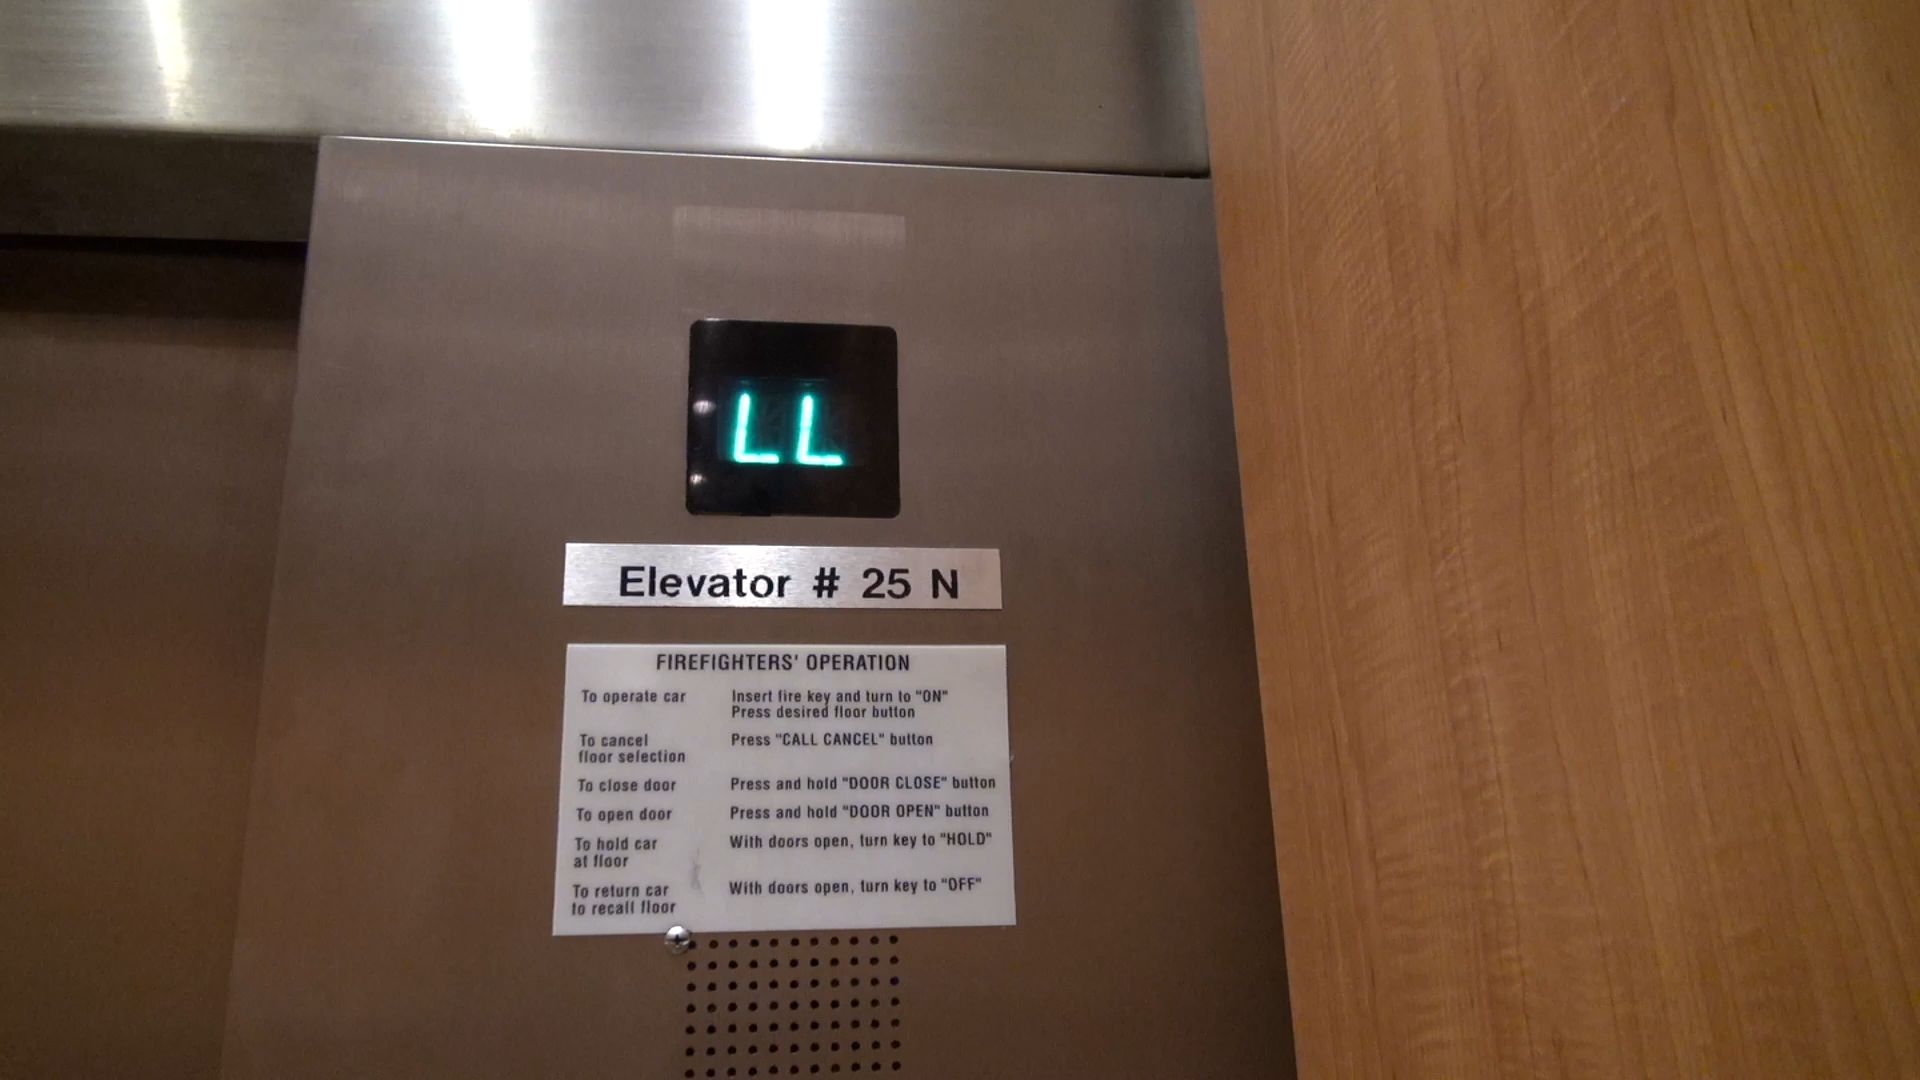 LL
Elevator # 25 N
FIREFIGHTERS' OPERATION
To operate car Insert fire key and turn to "ON"
Press desired floor button
To cancel Press "CALL CANCEL" button
floor selection
To close door Press and hold "DOOR CLOSE" button
To open door Press and hold "DOOR OPEN" button
To hold car With doors open, turn key to "HOLD"
at floor
To return car With doors open, turn key to "OFF"
to recall floor